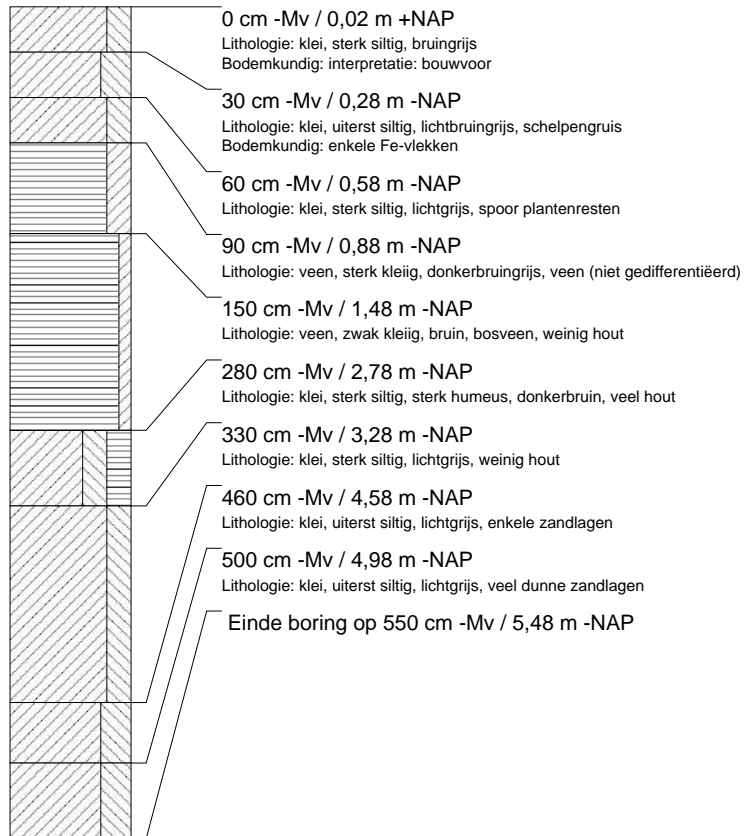 0 cm -Mv / 0,02 m +NAP
Lithologie: klei, sterk siltig, bruingrijs
Bodemkundig: interpretatie: bouwvoor
30 cm -Mv / 0,28 m -NAP
Lithologie: klei, uiterst siltig, lichtbruingrijs, schelpengruis
Bodemkundig: enkele Fe-vlekken
60 cm -Mv / 0,58 m -NAP
Lithologie: klei, sterk siltig, lichtgrijs, spoor plantenresten
90 cm -Mv / 0,88 m -NAP
Lithologie: veen, sterk kleiig, donkerbruingrijs, veen (niet gedifferentiëerd)
150 cm -Mv / 1,48 m -NAP
Lithologie: veen, zwak kleiig, bruin, bosveen, weinig hout
280 cm -Mv / 2,78 m -NAP
Lithologie: klei, sterk siltig, sterk humeus, donkerbruin, veel hout
330 cm -Mv / 3,28 m -NAP
Lithologie: klei, sterk siltig, lichtgrijs, weinig hout
460 cm -Mv / 4,58 m -NAP
Lithologie: klei, uiterst siltig, lichtgrijs, enkele zandlagen
500 cm -Mv / 4,98 m -NAP
Lithologie: klei, uiterst siltig, lichtgrijs, veel dunne zandlagen
Einde boring op 550 cm -Mv / 5,48 m -NAP